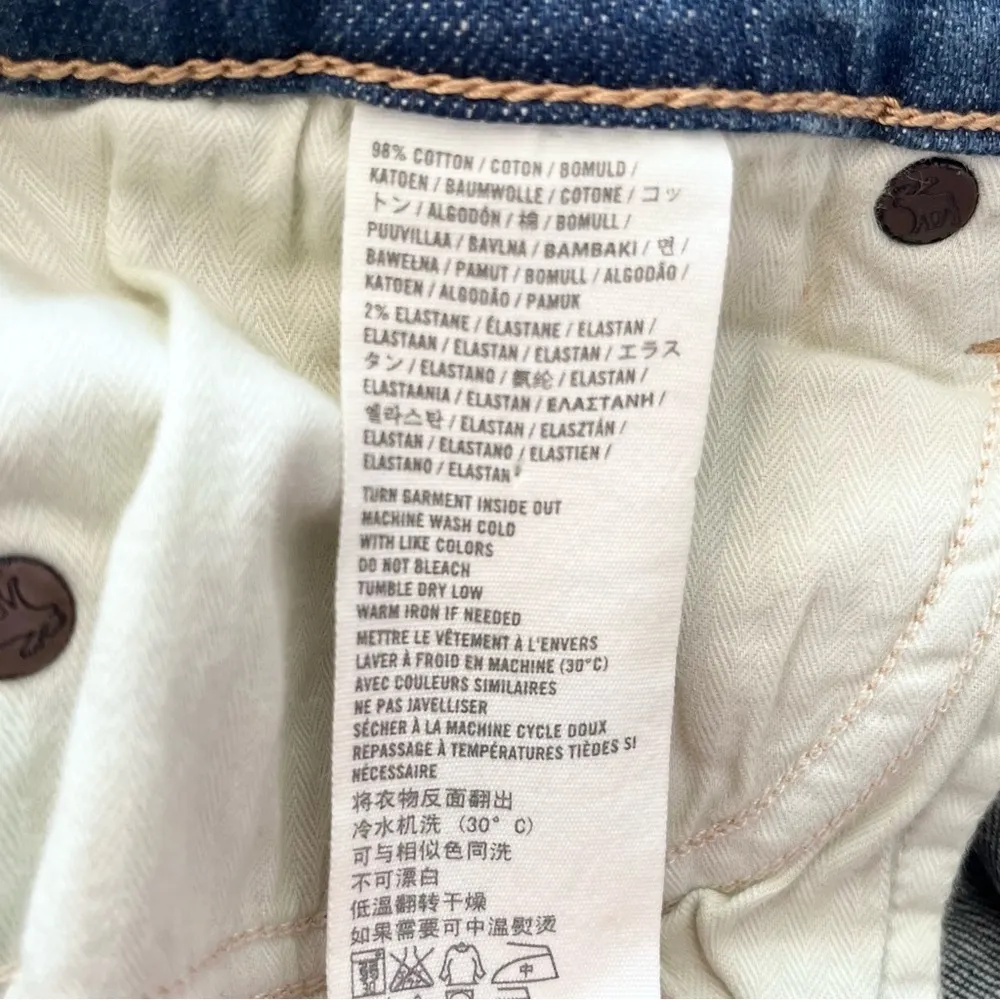 98% COTTON / COTON / BOMULD /
KATOEN / BAUMWOLLE / COTONE / コッ
トン / ALGODÓN / 棉 / BOMULL /
PUUVILLAA / BAVLNA / BAMBAKI / 면 /
BAWEŁNA / PAMUT / BOMULL / ALGODÃO /
KATOEN / ALGODÃO / PAMUK
2% ELASTANE / ÉLASTANE / ELASTAN /
ELASTAAN / ELASTAN / ELASTAN / エラス
タン / ELASTANO / 氨纶 / ELASTAN /
ELASTAANIA / ELASTAN / ΕΛΑΣΤΑΝΗ /
엘라스탄 / ELASTAN / ELASZTÁN /
ELASTAN / ELASTANO / ELASTIEN /
ELASTANO / ELASTAN
TURN GARMENT INSIDE OUT
MACHINE WASH COLD
WITH LIKE COLORS
DO NOT BLEACH
TUMBLE DRY LOW
WARM IRON IF NEEDED
METTRE LE VÊTEMENT À L'ENVERS
LAVER À FROID EN MACHINE (30°C)
AVEC COULEURS SIMILAIRES
NE PAS JAVELLISER
SÉCHER À LA MACHINE CYCLE DOUX
REPASSAGE À TEMPÉRATURES TIÈDES SI
NÉCESSAIRE
将衣物反面翻出
冷水机洗 (30° C)
可与相似色同洗
不可漂白
低温翻转干燥
如果需要可中温熨烫
30 中